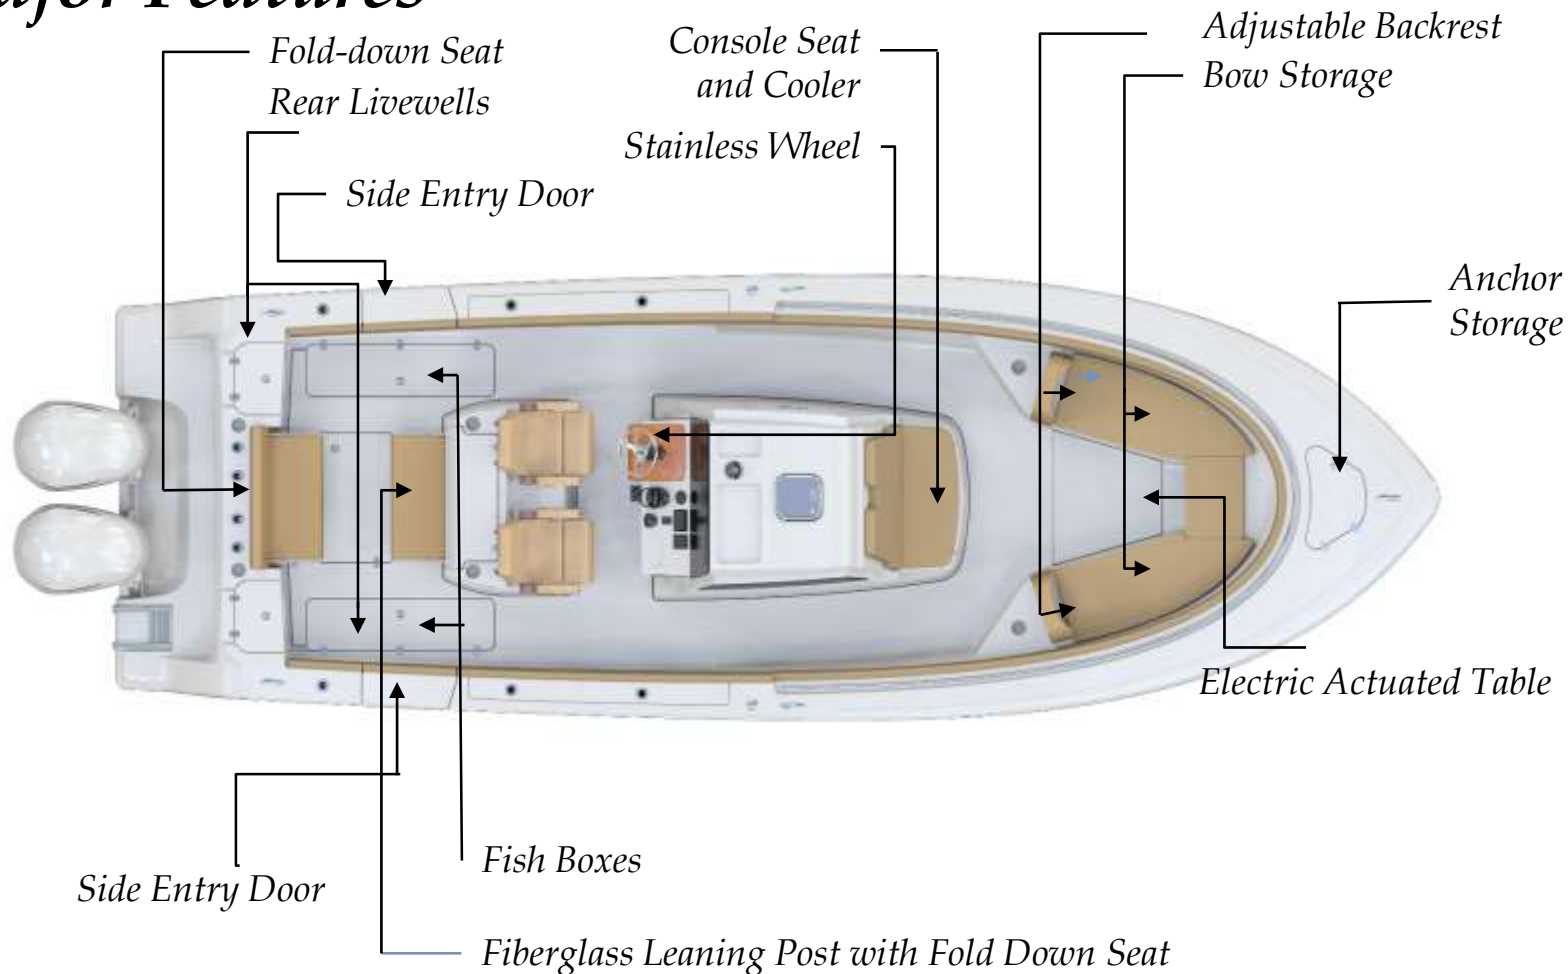 Features
Fold-down Seat
Rear Livewells
Side Entry Door
Console Seat
and Cooler
Stainless Wheel
Adjustable Backrest
Bow Storage
Anchor
Storage
Electric Actuated Table
Fish Boxes
Side Entry Door
Fiberglass Leaning Post with Fold Down Seat